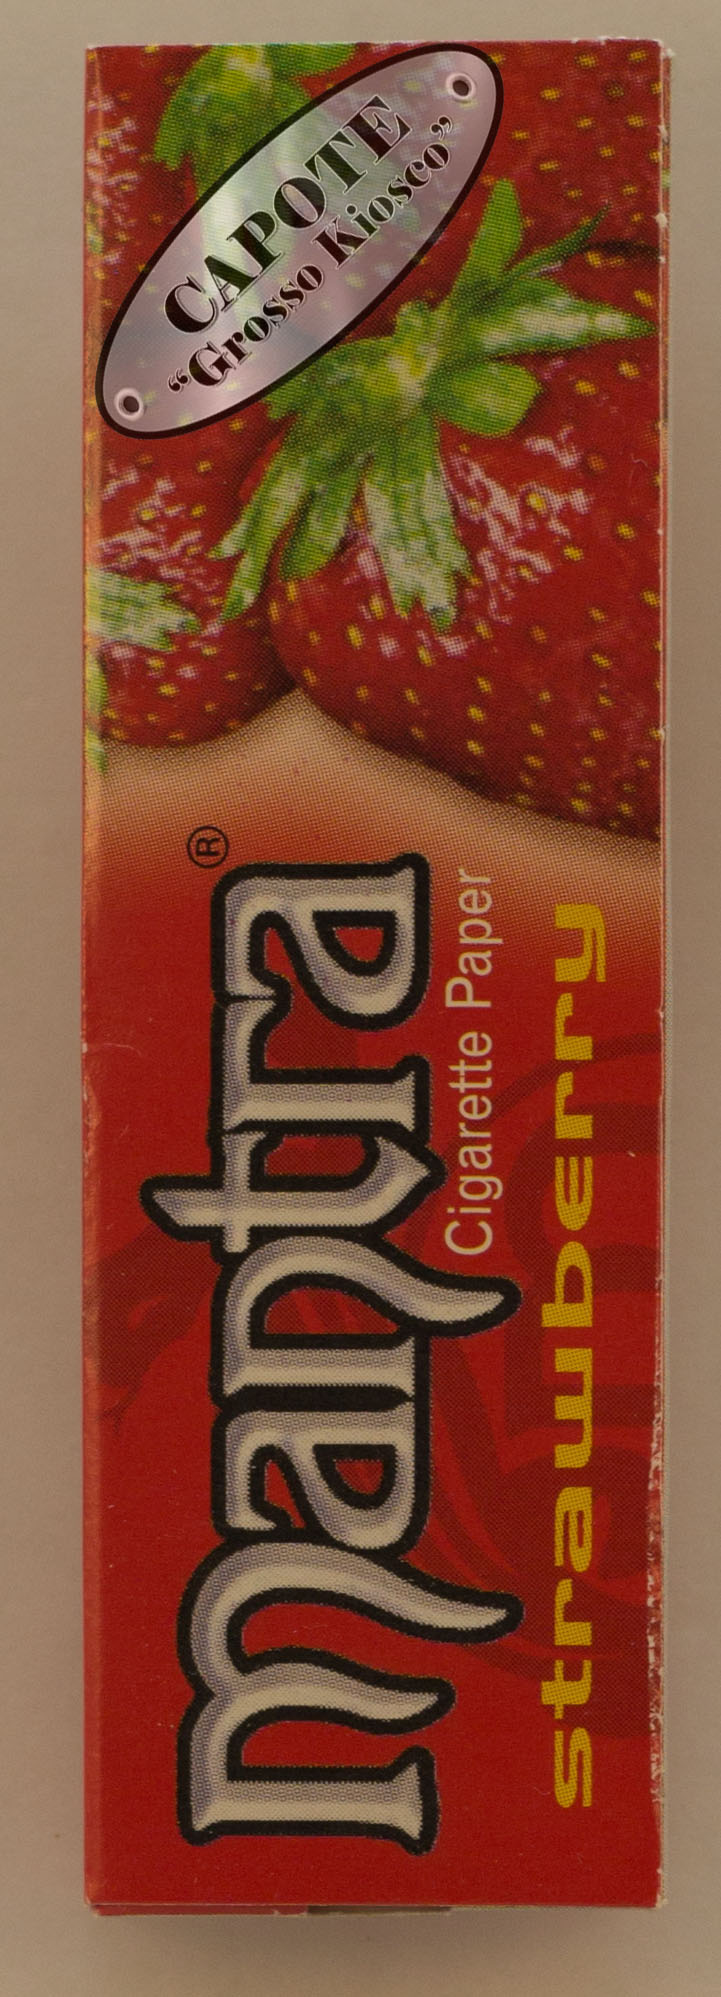 CAPOTE
“Grosso Kiosco”
mantra®
Cigarette Paper
strawberry